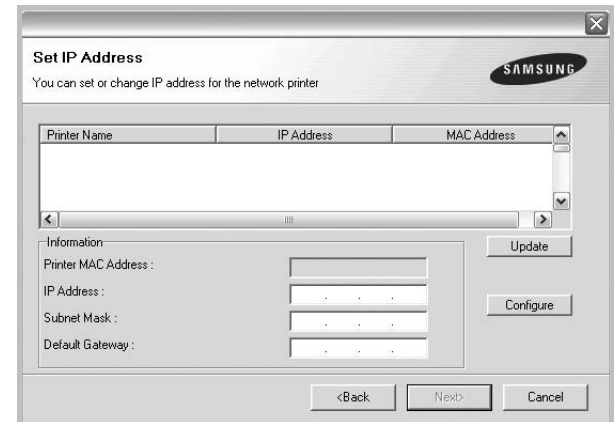 Set IP Address
You can set or change IP address for the network printer
SAMSUNG
Printer Name IP Address MAC Address
Information
Update
Printer MAC Address :
IP Address : . . .
Configure
Subnet Mask : . . .
Default Gateway : . . .
<Back Next> Cancel